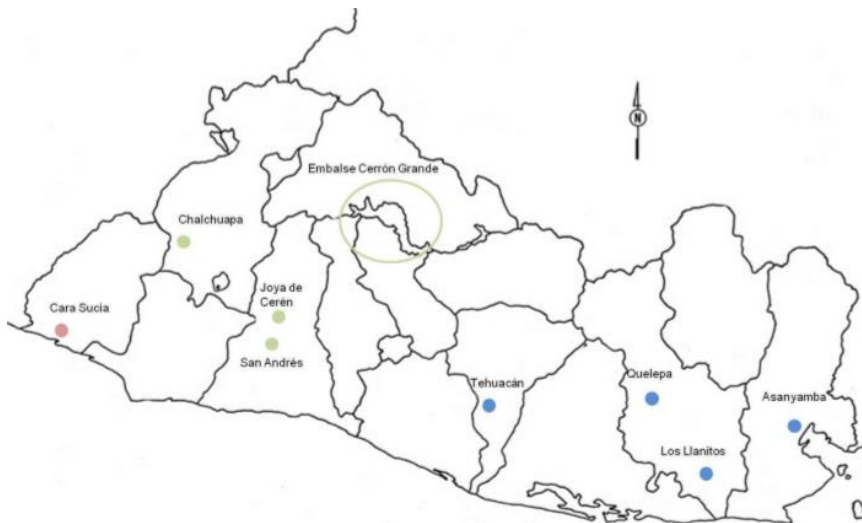 N
Embalse Cerrón Grande
Chalchuapa
Joya de
Cerén
Cara Sucia
San Andrés
Tehuacán
Quelepa
Asanyamba
Los Llanitos